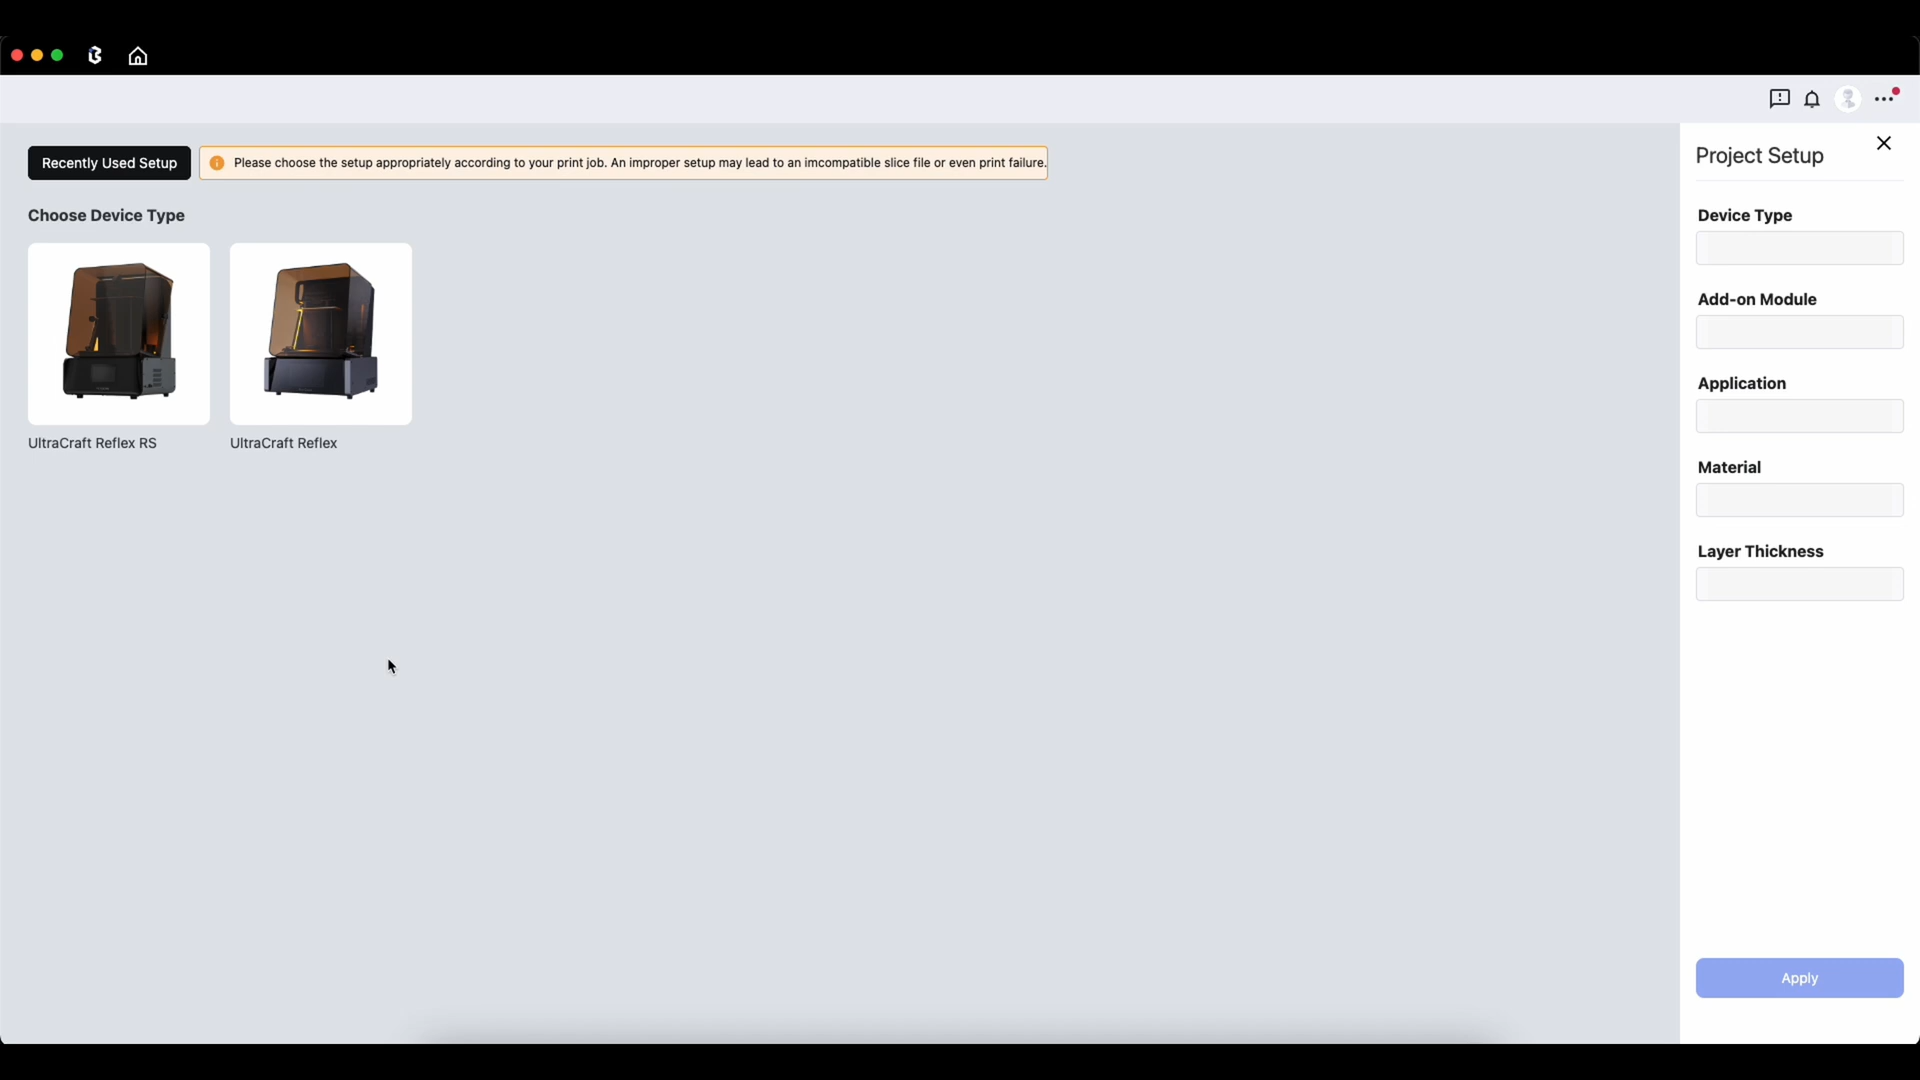 Recently Used Setup
Please choose the setup appropriately according to your print job. An improper setup may lead to an imcompatible slice file or even print failure.
Choose Device Type
UltraCraft Reflex RS
UltraCraft Reflex
Project Setup
Device Type
Add-on Module
Application
Material
Layer Thickness
Apply